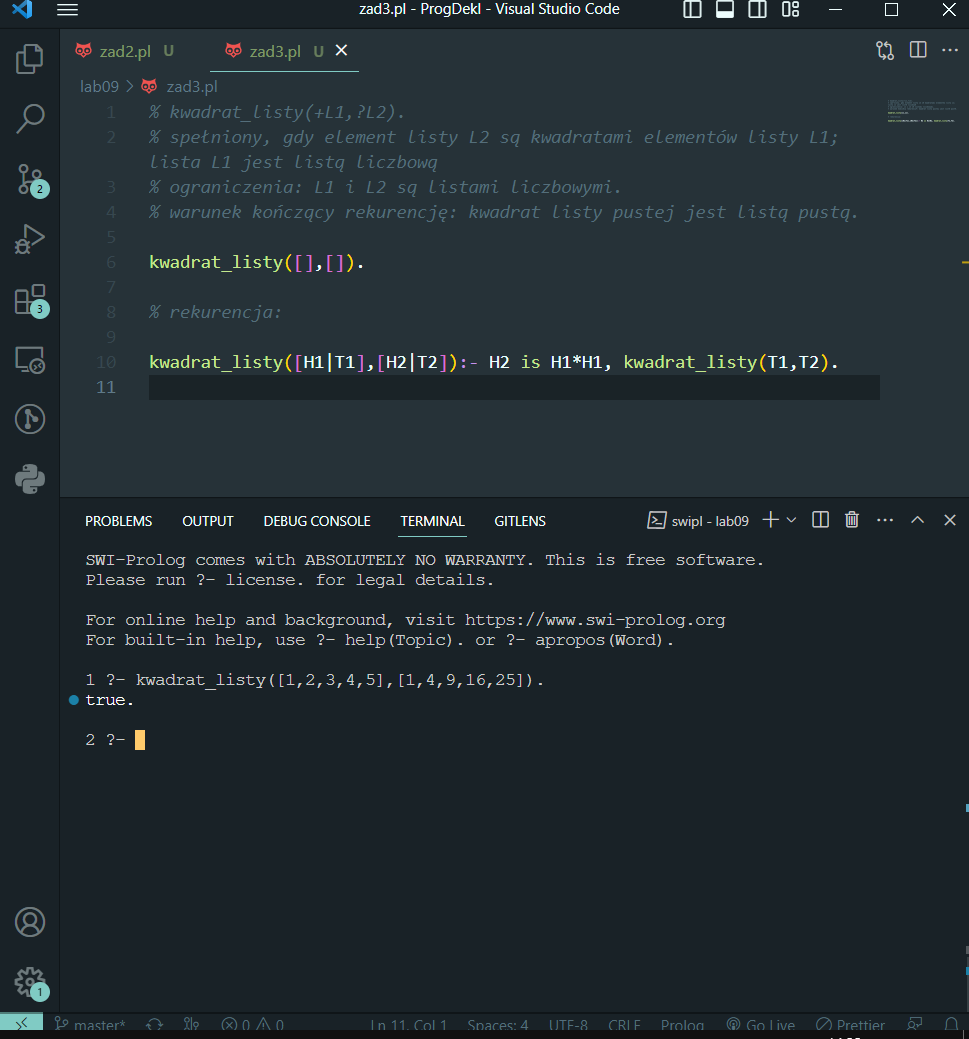 zad3.pl - ProgDekl - Visual Studio Code
zad2.pl U zad3.pl U
lab09 > zad3.pl
1 % kwadrat_listy(+L1,?L2).
2 % spełniony, gdy element listy L2 są kwadratami elementów listy L1;
lista L1 jest listą liczbową
3 % ograniczenia: L1 i L2 są listami liczbowymi.
4 % warunek kończący rekurencję: kwadrat listy pustej jest listą pustą.
5
6 kwadrat_listy([],[]).
7
8 % rekurencja:
9
10 kwadrat_listy([H1|T1],[H2|T2]):- H2 is H1*H1, kwadrat_listy(T1,T2).
11
2
3
PROBLEMS OUTPUT DEBUG CONSOLE TERMINAL GITLENS swipl - lab09
SWI-Prolog comes with ABSOLUTELY NO WARRANTY. This is free software.
Please run ?- license. for legal details.
For online help and background, visit https://www.swi-prolog.org
For built-in help, use ?- help(Topic). or ?- apropos(Word).
1 ?- kwadrat_listy([1,2,3,4,5],[1,4,9,16,25]).
true.
2 ?-
1
master* 0 0 Ln 11, Col 1 Spaces: 4 UTF-8 CRLF Prolog Go Live Prettier